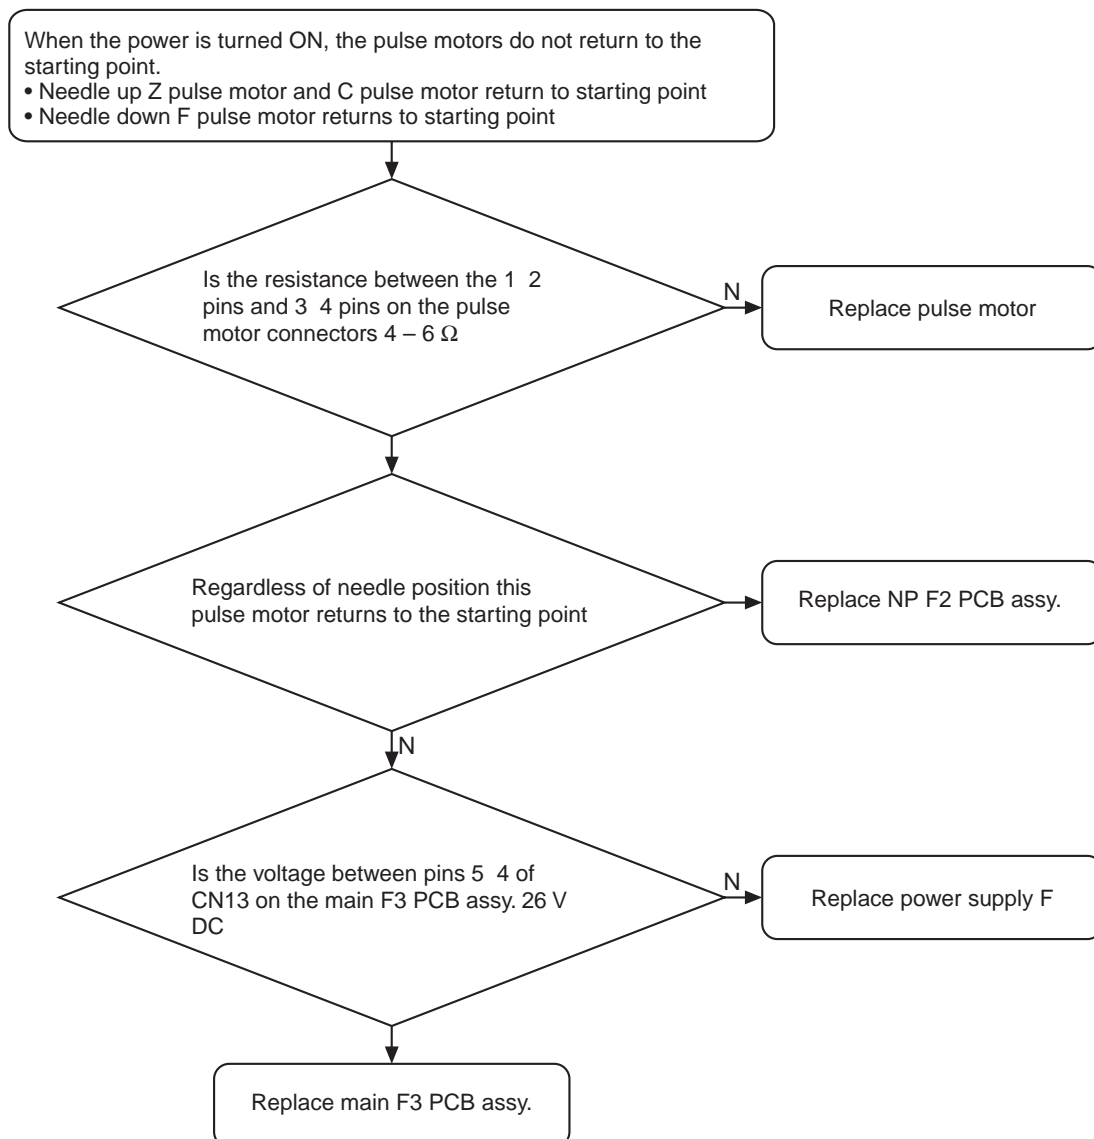 When the power is turned ON, the pulse motors do not return to the
starting point.
• Needle up Z pulse motor and C pulse motor return to starting point
• Needle down F pulse motor returns to starting point
Is the resistance between the 1 2
pins and 3 4 pins on the pulse
motor connectors 4 – 6 Ω
N
Replace pulse motor
Regardless of needle position this
pulse motor returns to the starting point
Replace NP F2 PCB assy.
N
Is the voltage between pins 5 4 of
CN13 on the main F3 PCB assy. 26 V
DC
N
Replace power supply F
Replace main F3 PCB assy.